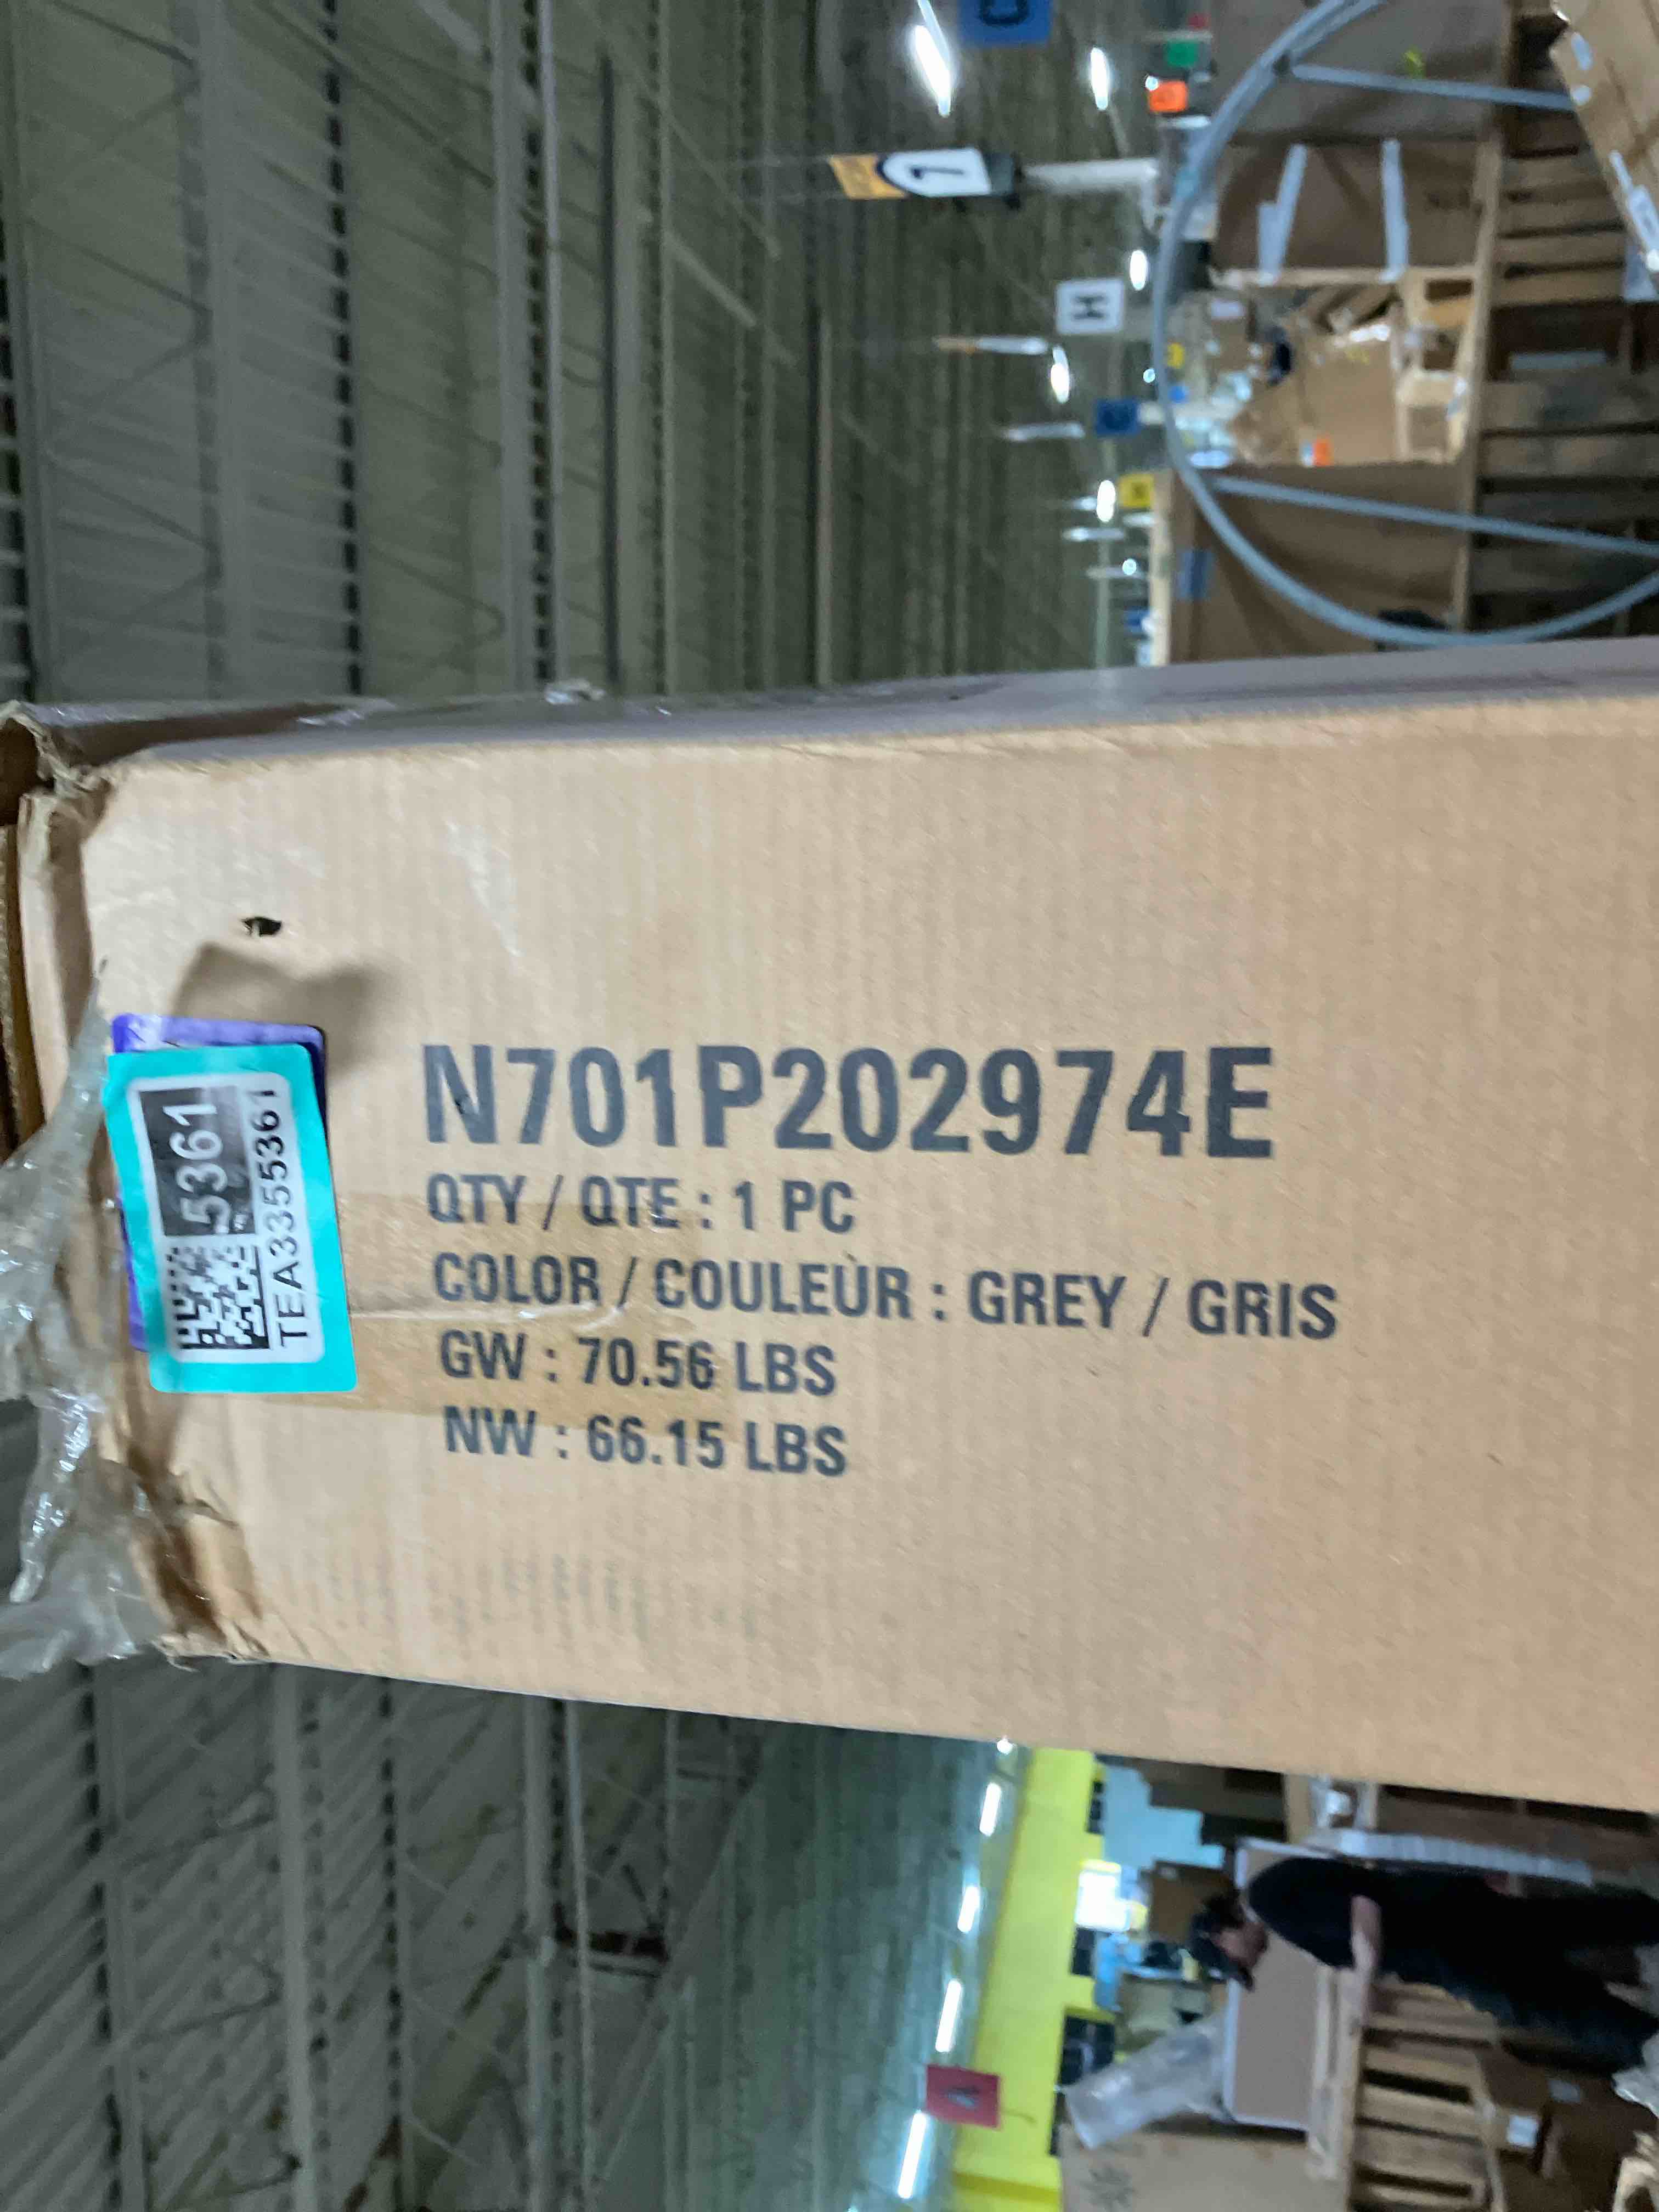 N701P202974E
QTY / QTE : 1 PC
COLOR / COULEÙR : GREY / GRIS
GW : 70.56 LBS
NW : 66.15 LBS
5361
TEA3355361
1
H
A